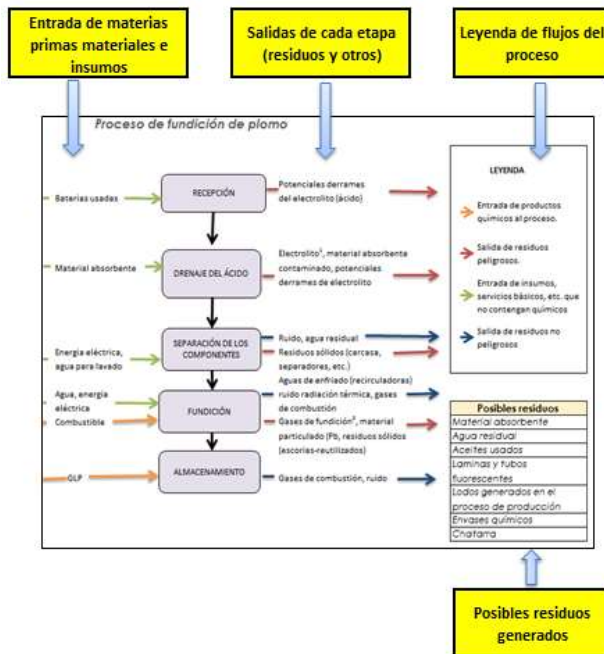 Entrada de materias
primas materiales e
insumos
Salidas de cada etapa
(residuos y otros)
Leyenda de flujos del
proceso
Proceso de fundición de plomo
Baterías usadas
RECEPCIÓN
Potenciales derrames
del electrolito (ácido)
Material absorbente
DRENAJE DEL ÁCIDO
Electrolito¹, material absorbente
contaminado, potenciales
derrames de electrolito
Energía eléctrica,
agua para lavado
SEPARACIÓN DE LOS
COMPONENTES
Ruido, agua residual
Residuos sólidos (carcasa,
separadores, etc.)
Agua, energía
eléctrica
Combustible
FUNDICIÓN
Aguas de enfriado (recirculadoras)
ruido radiación térmica, gases
de combustión
Gases de fundición², material
particulado (Pb, residuos sólidos
(escorias-reutilizados)
GLP
ALMACENAMIENTO
Gases de combustión, ruido
LEYENDA
Entrada de productos
químicos al proceso.
Salida de residuos
peligrosos.
Entrada de insumos,
servicios básicos, etc. que
no contengan químicos
Salida de residuos no
peligrosos
Posibles residuos
Material absorbente
Agua residual
Aceites usados
Laminas y tubos
fluorescentes
Lodos generados en el
proceso de producción
Envases químicos
Chatarra
Posibles residuos
generados